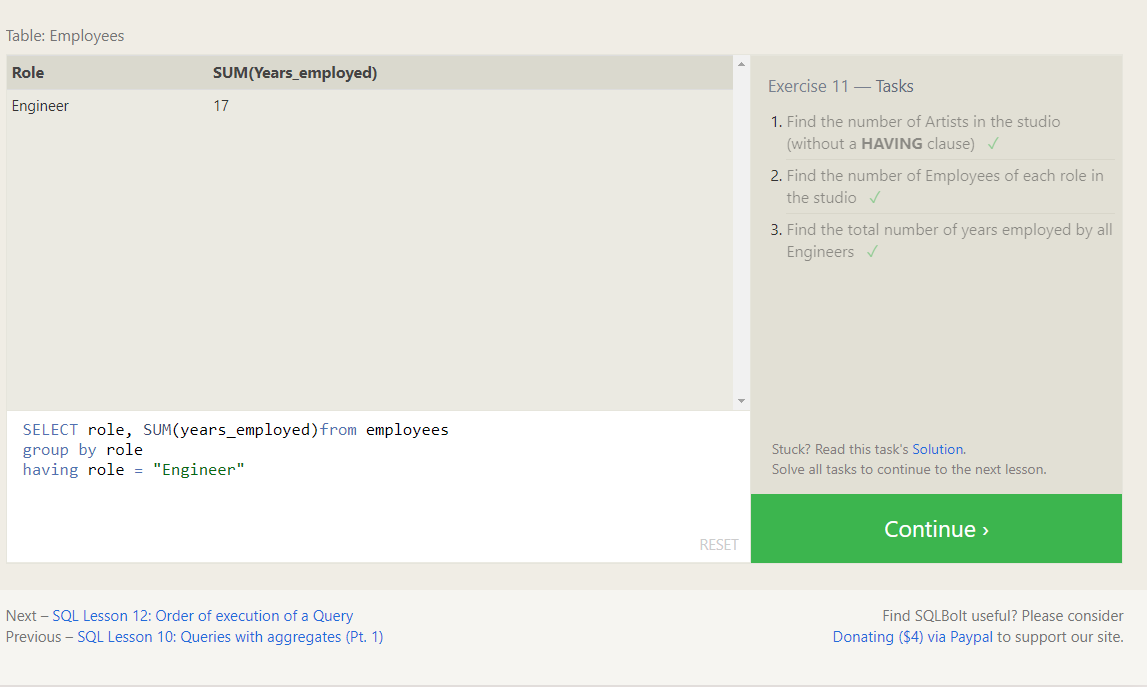 Table: Employees
Role SUM(Years_employed)
Engineer 17
SELECT role, SUM(years_employed)from employees
group by role
having role = "Engineer"
RESET
Exercise 11 — Tasks
1. Find the number of Artists in the studio
(without a HAVING clause) ✓
2. Find the number of Employees of each role in
the studio ✓
3. Find the total number of years employed by all
Engineers ✓
Stuck? Read this task's Solution.
Solve all tasks to continue to the next lesson.
Continue ›
Next – SQL Lesson 12: Order of execution of a Query
Previous – SQL Lesson 10: Queries with aggregates (Pt. 1)
Find SQLBolt useful? Please consider
Donating ($4) via Paypal to support our site.